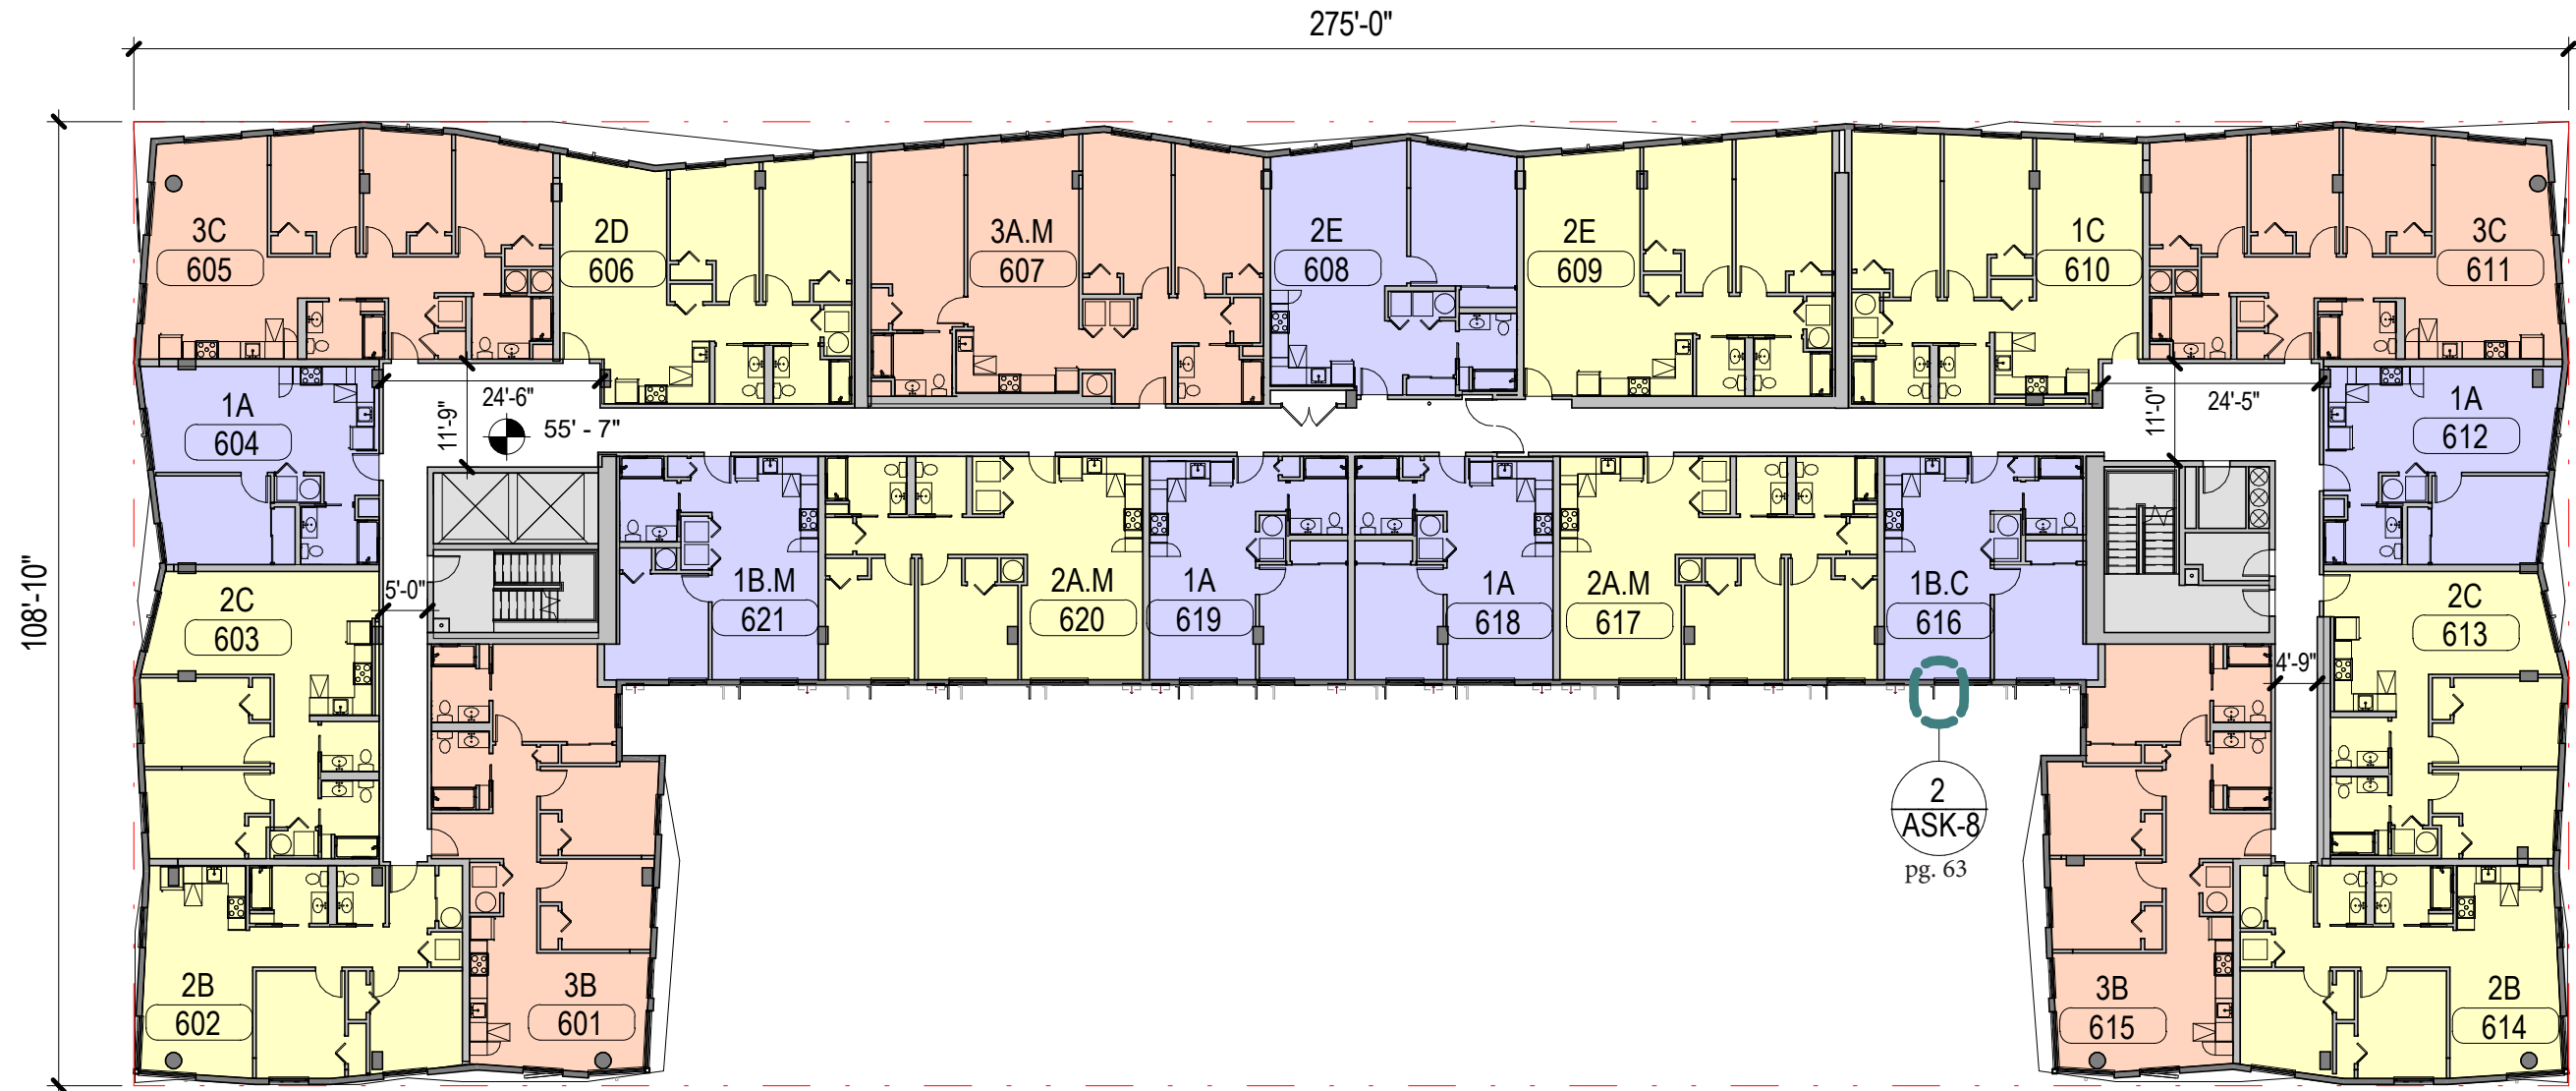 275'-0"
108'-10"
3C
605
2D
606
3A.M
607
2E
608
2E
609
1C
610
3C
611
1A
604
24'-6"
11'-9"
55' - 7"
24'-5"
11'-0"
1A
612
5'-0"
2C
603
1B.M
621
2A.M
620
1A
619
1A
618
2A.M
617
1B.C
616
2C
613
4'-9"
2
ASK-8
pg. 63
2B
602
3B
601
3B
615
2B
614